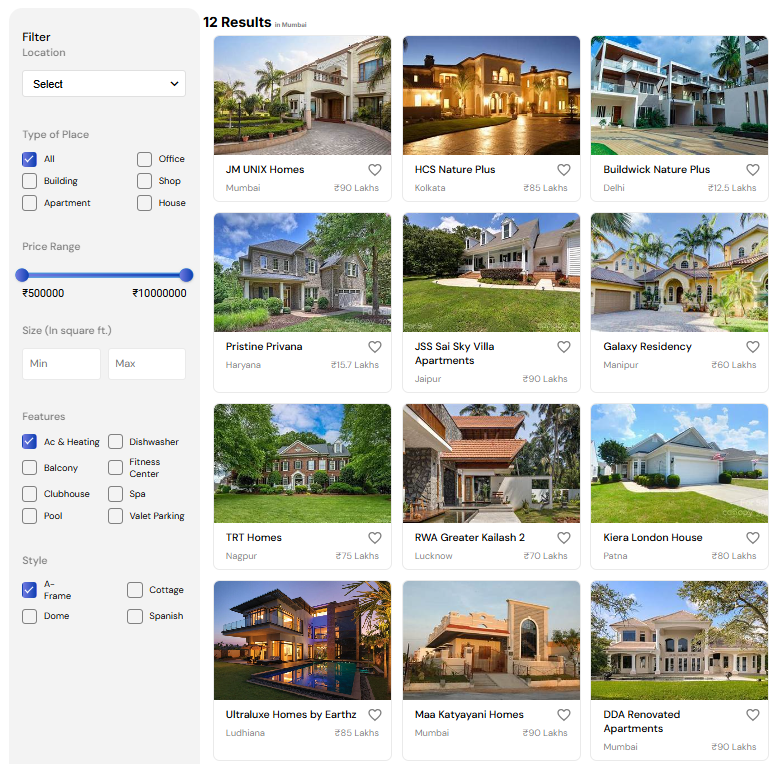 Filter
Location
Select
Type of Place
All
Office
Building
Shop
Apartment
House
Price Range
₹500000
₹10000000
Size (In square ft.)
Min
Max
Features
Ac & Heating
Dishwasher
Balcony
Fitness
Center
Clubhouse
Spa
Pool
Valet Parking
Style
A-
Frame
Cottage
Dome
Spanish
12 Results in Mumbai
JM UNIX Homes
Mumbai
₹90 Lakhs
HCS Nature Plus
Kolkata
₹85 Lakhs
Buildwick Nature Plus
Delhi
₹12.5 Lakhs
Pristine Privana
Haryana
₹15.7 Lakhs
For Sale
JSS Sai Sky Villa
Apartments
Jaipur
₹90 Lakhs
Galaxy Residency
Manipur
₹60 Lakhs
TRT Homes
Nagpur
₹75 Lakhs
RWA Greater Kailash 2
Lucknow
₹70 Lakhs
Kiera London House
Patna
₹80 Lakhs
Ultraluxe Homes by Earthz
Ludhiana
₹85 Lakhs
Maa Katyayani Homes
Mumbai
₹90 Lakhs
DDA Renovated
Apartments
Mumbai
₹90 Lakhs